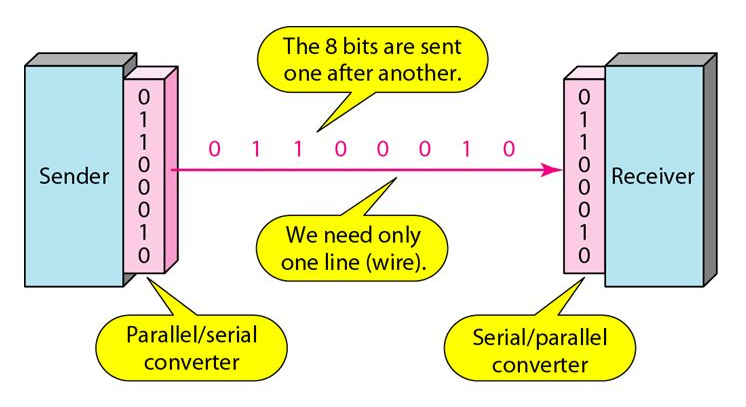 The 8 bits are sent
one after another.
0 1 1 0 0 0 1 0
Sender
0
1
1
0
0
0
1
0
0
1
1
0
0
0
1
0
Receiver
We need only
one line (wire).
Parallel/serial
converter
Serial/parallel
converter